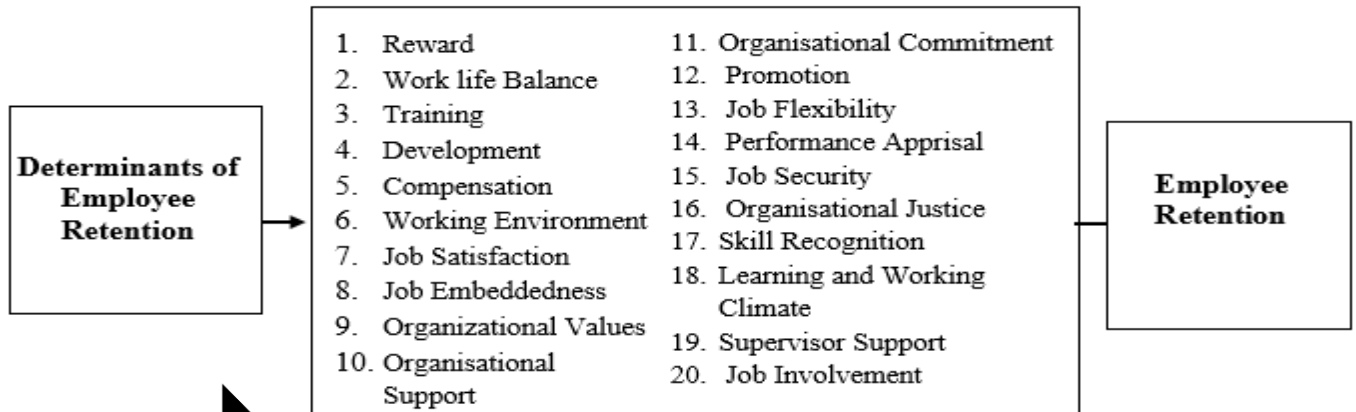 Determinants of
Employee
Retention
1. Reward
2. Work life Balance
3. Training
4. Development
5. Compensation
6. Working Environment
7. Job Satisfaction
8. Job Embeddedness
9. Organizational Values
10. Organisational
Support
11. Organisational Commitment
12. Promotion
13. Job Flexibility
14. Performance Apprisal
15. Job Security
16. Organisational Justice
17. Skill Recognition
18. Learning and Working
Climate
19. Supervisor Support
20. Job Involvement
Employee
Retention